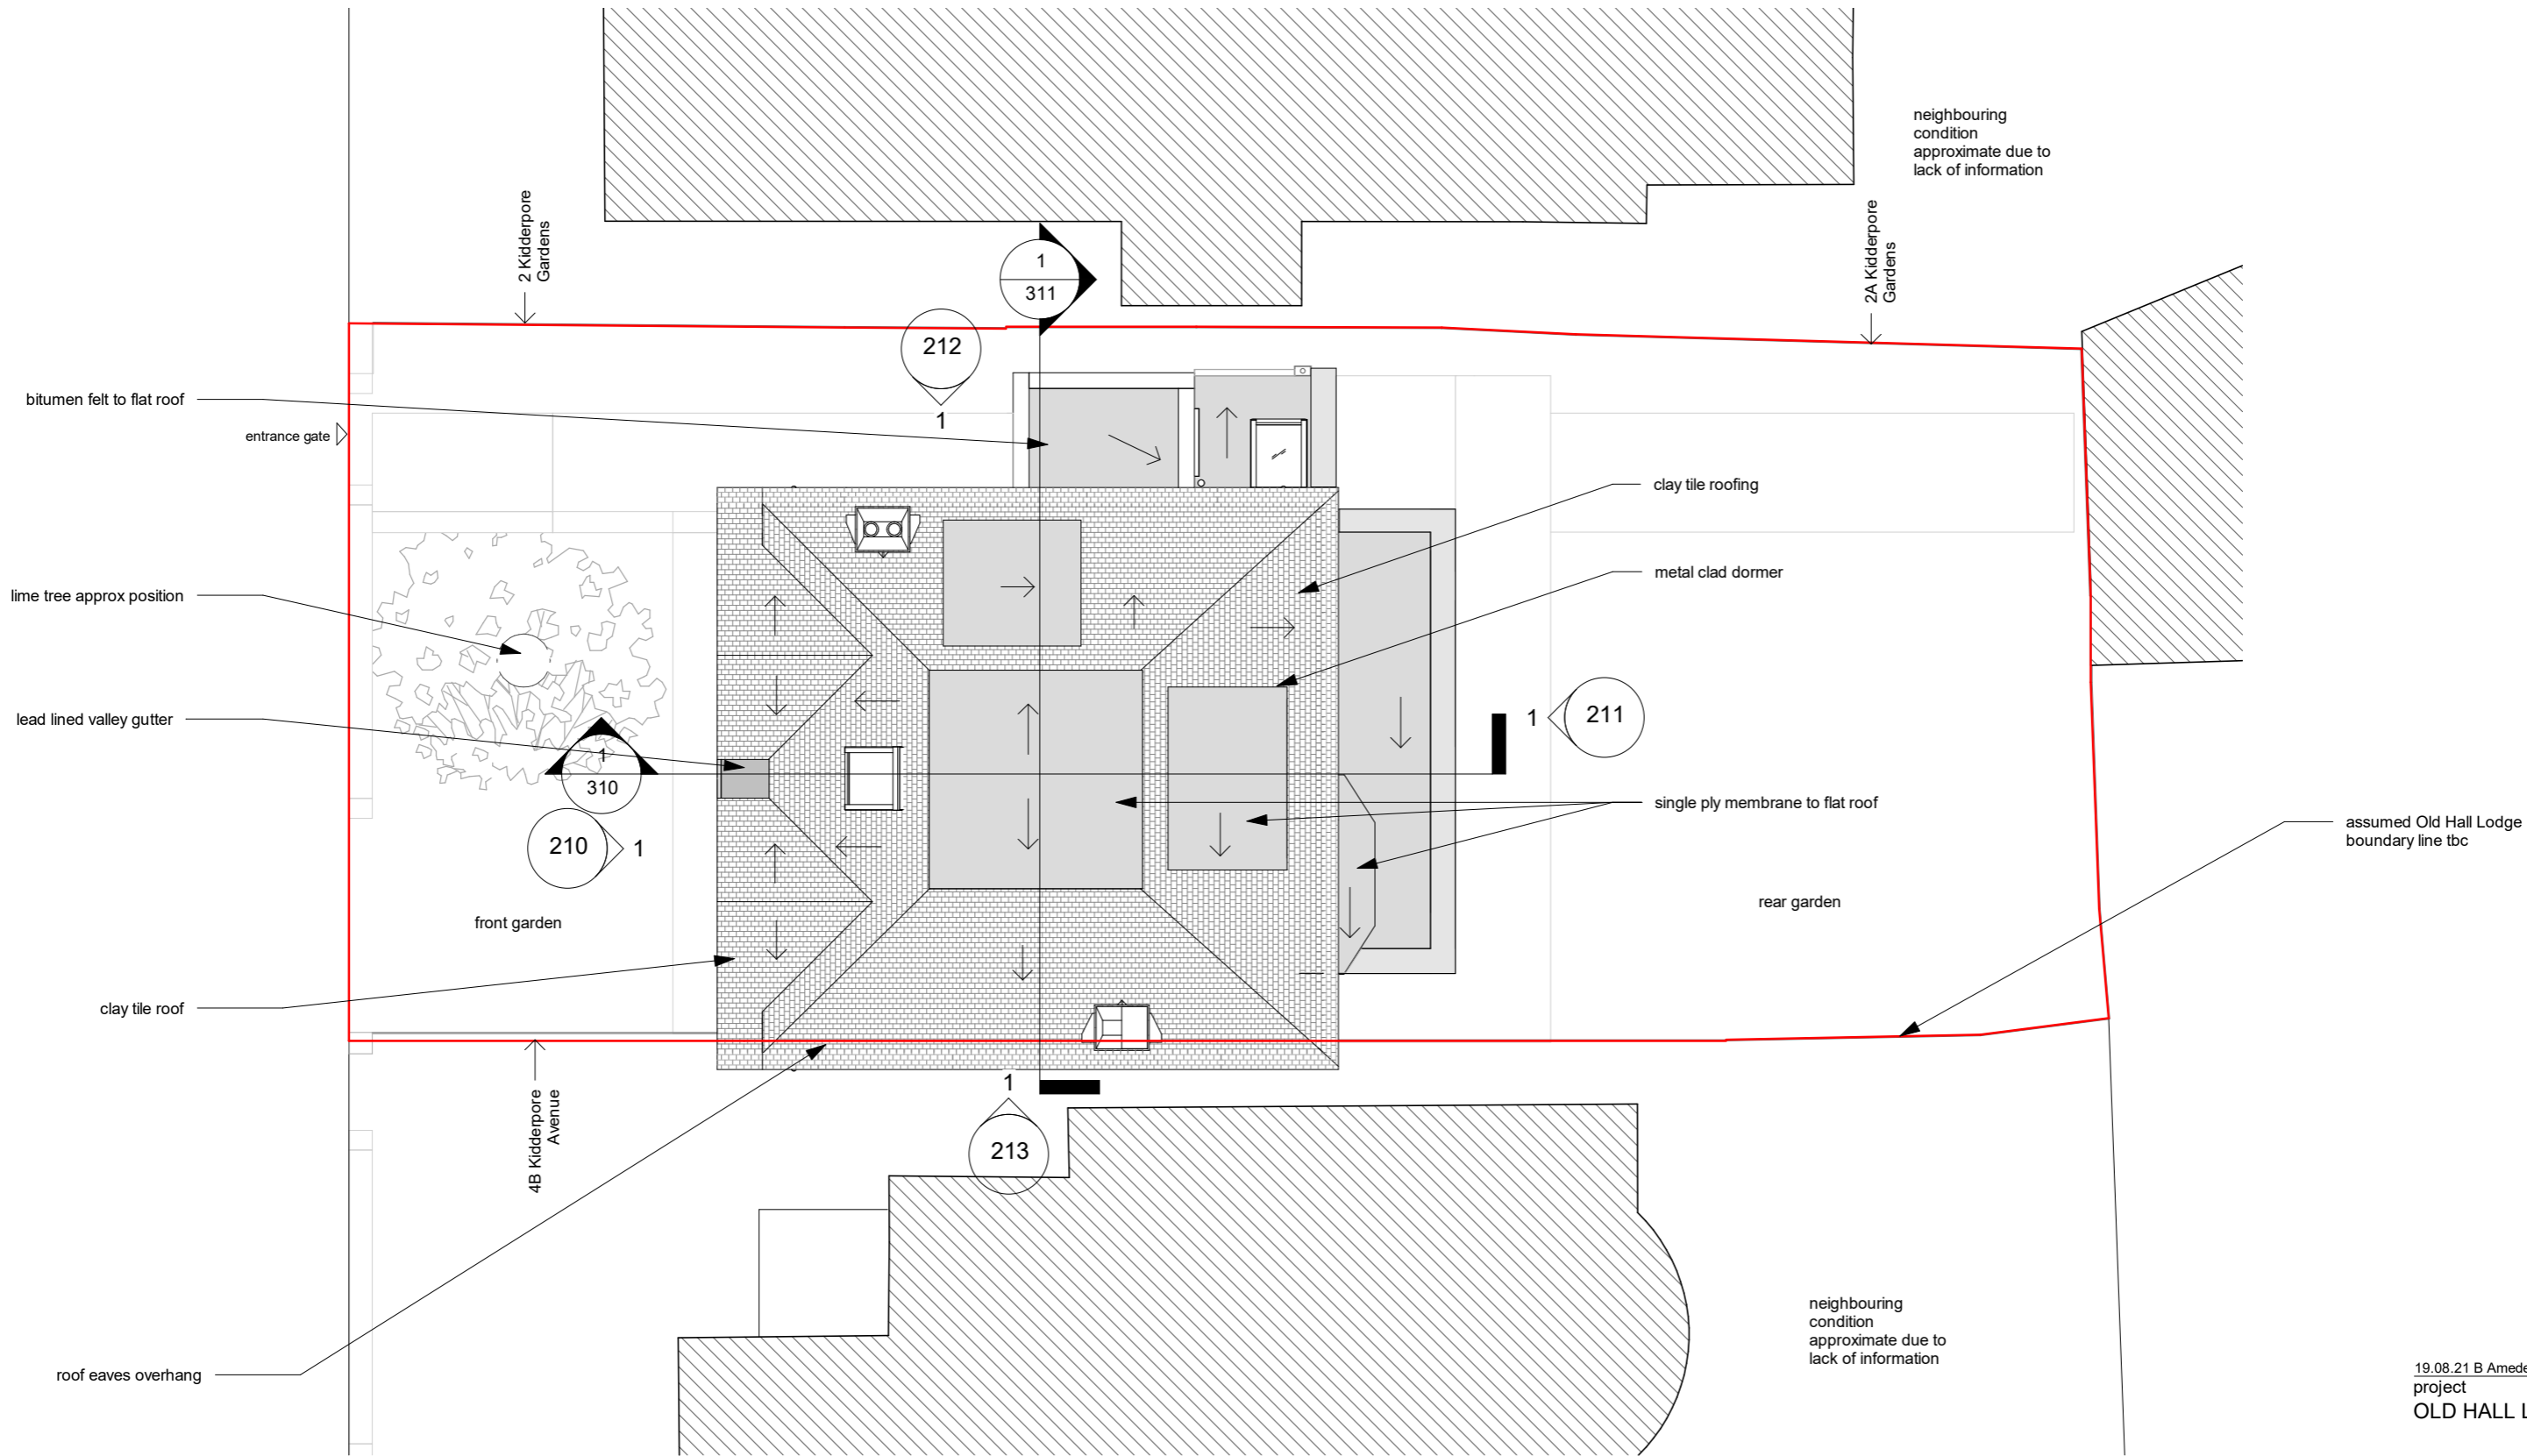 neighbouring
condition
approximate due to
lack of information
2 Kidderpore
Gardens
2A Kidderpore
Gardens
1
311
212
1
bitumen felt to flat roof
entrance gate
clay tile roofing
metal clad dormer
lime tree approx position
lead lined valley gutter
1
310
210
1
1
211
single ply membrane to flat roof
assumed Old Hall Lodge
boundary line tbc
front garden
rear garden
clay tile roof
4B Kidderpore
Avenue
1
213
roof eaves overhang
neighbouring
condition
approximate due to
lack of information
19.08.21 B Amede
project
OLD HALL L